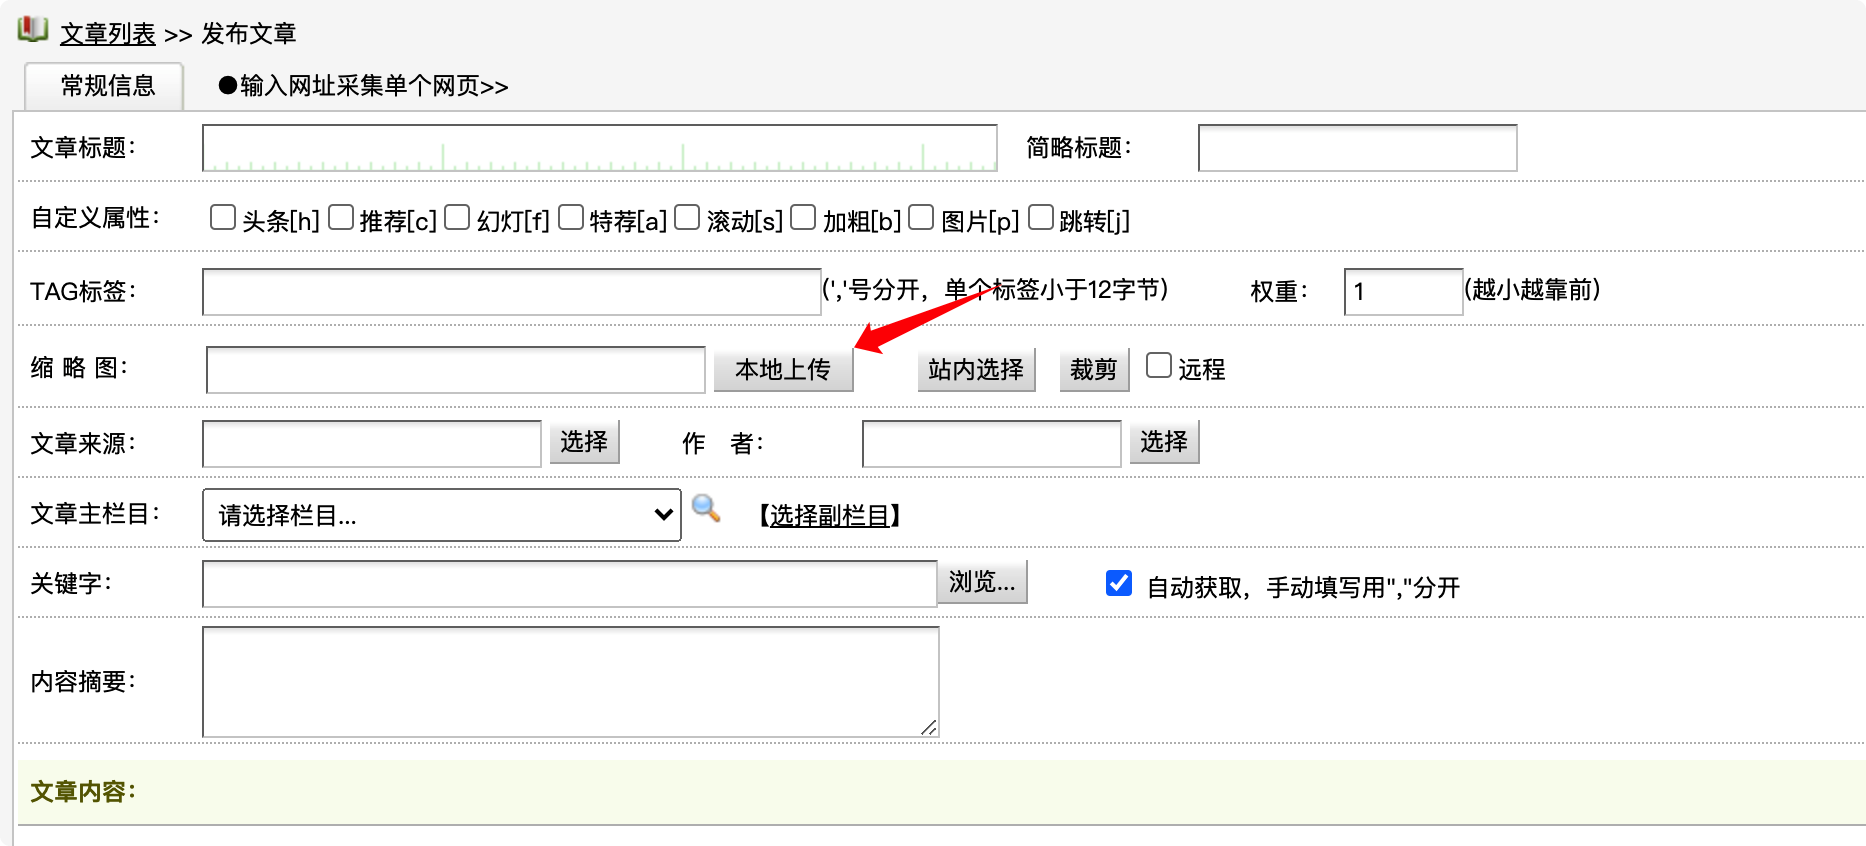 文章列表 >> 发布文章
常规信息 ●输入网址采集单个网页>>
文章标题： 简略标题：
自定义属性： 头条[h] 推荐[c] 幻灯[f] 特荐[a] 滚动[s] 加粗[b] 图片[p] 跳转[j]
TAG标签： (','号分开，单个标签小于12字节) 权重： 1 (越小越靠前)
缩 略 图： 本地上传 站内选择 裁剪 远程
文章来源： 选择 作 者： 选择
文章主栏目： 请选择栏目... 【选择副栏目】
关键字： 浏览... 自动获取，手动填写用","分开
内容摘要：
文章内容：